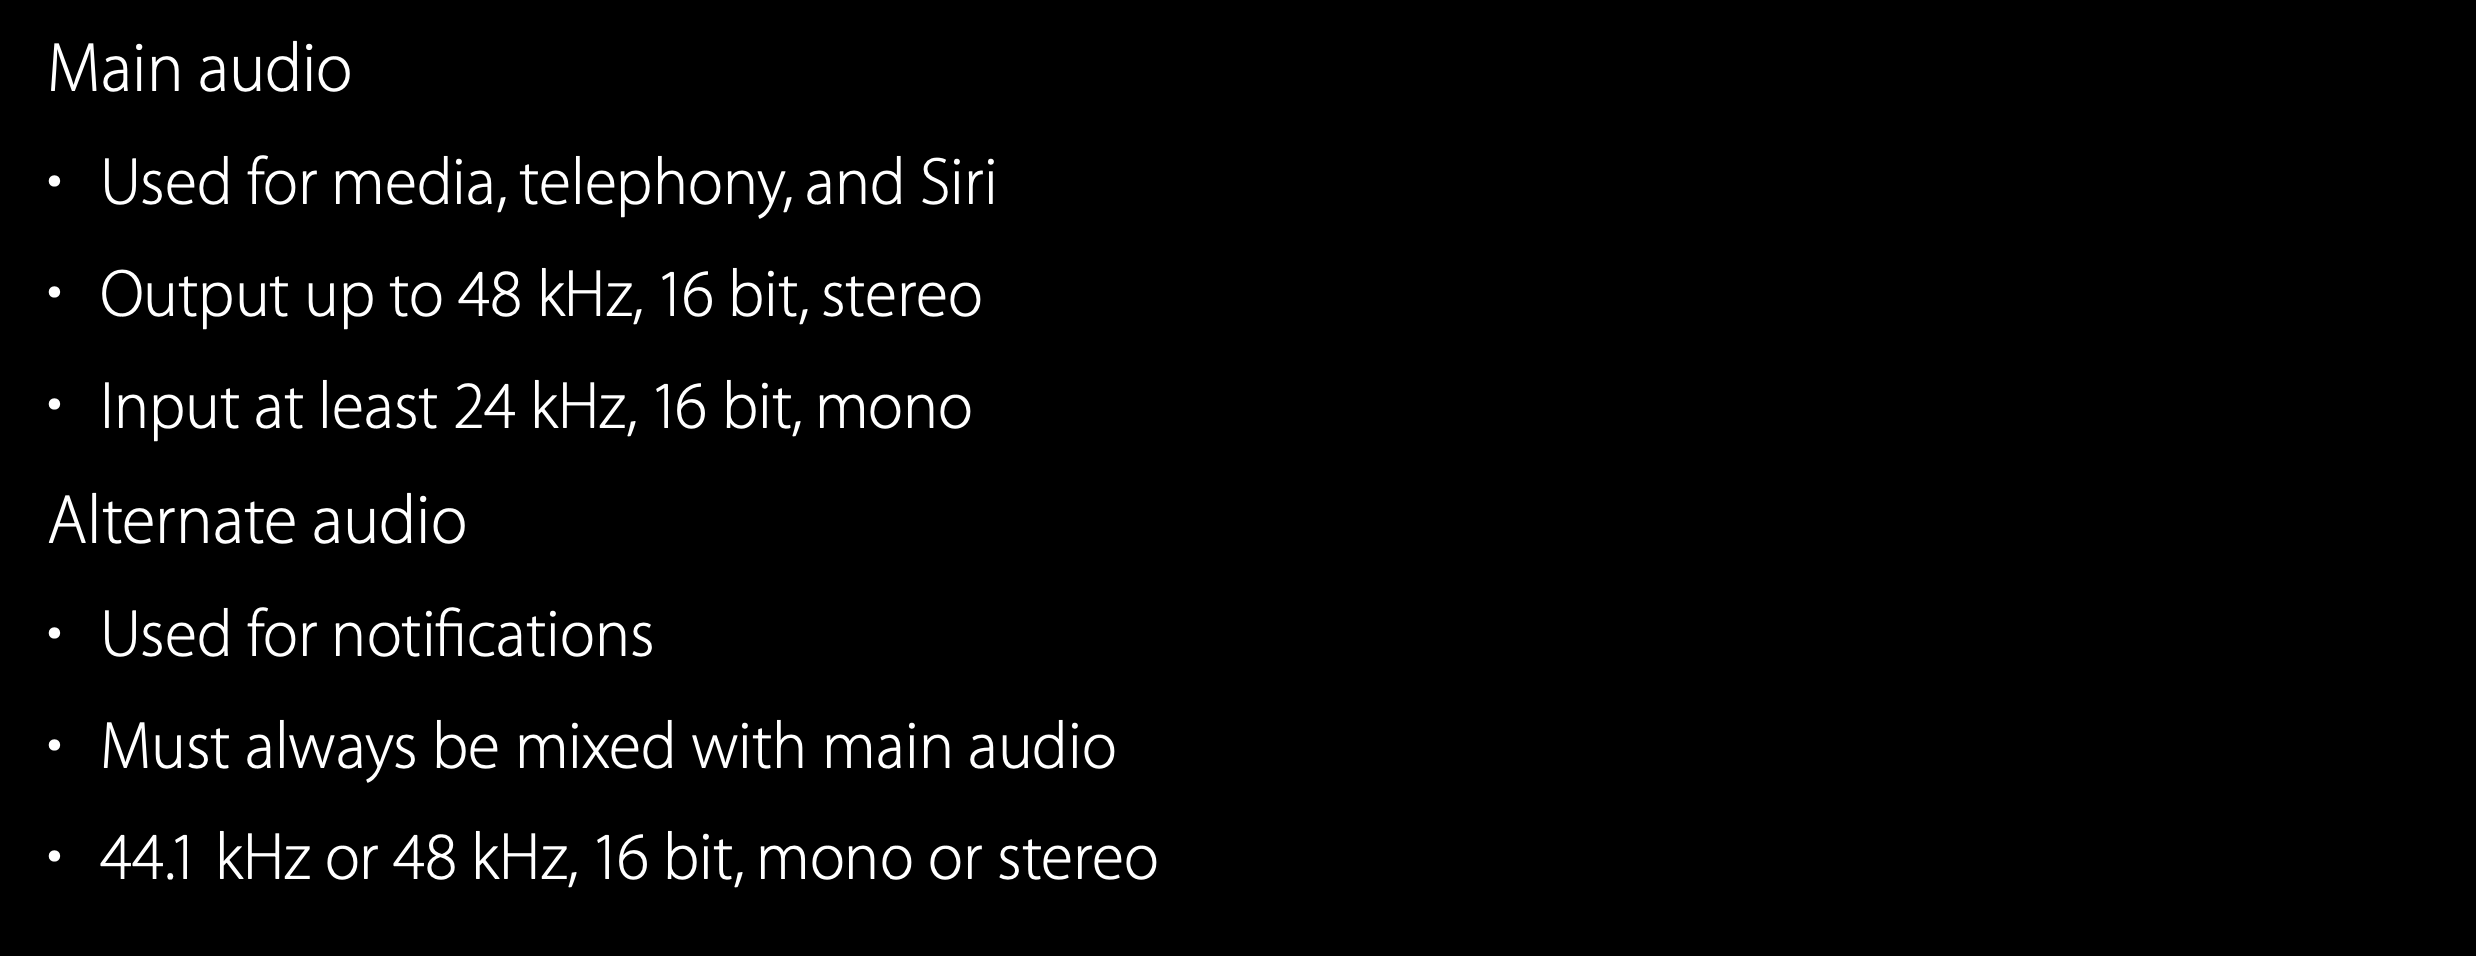 Main audio
• Used for media, telephony, and Siri
• Output up to 48 kHz, 16 bit, stereo
• Input at least 24 kHz, 16 bit, mono
Alternate audio
• Used for notifications
• Must always be mixed with main audio
• 44.1 kHz or 48 kHz, 16 bit, mono or stereo